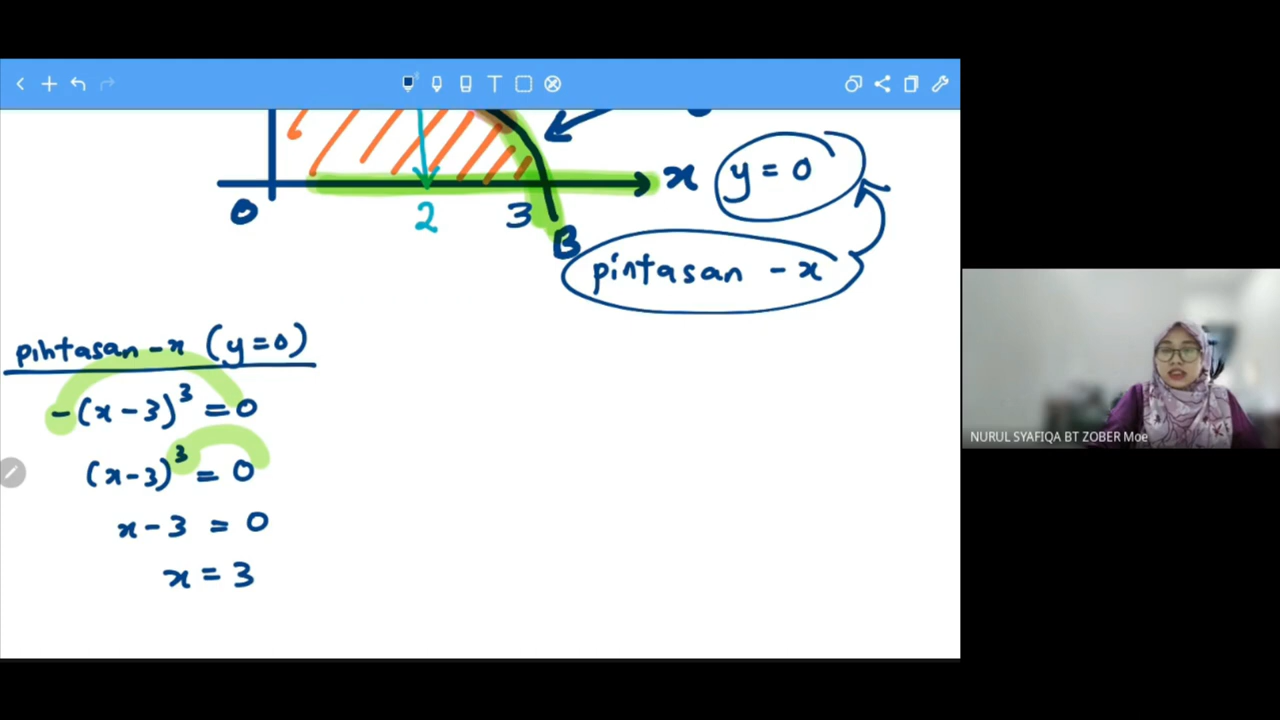 x
y = 0
0
2
3
B
pintasan - x
pintasan - x (y = 0)
-(x - 3)³ = 0
(x - 3)³ = 0
x - 3 = 0
x = 3
T
NURUL SYAFIQA BT ZOBER Moe